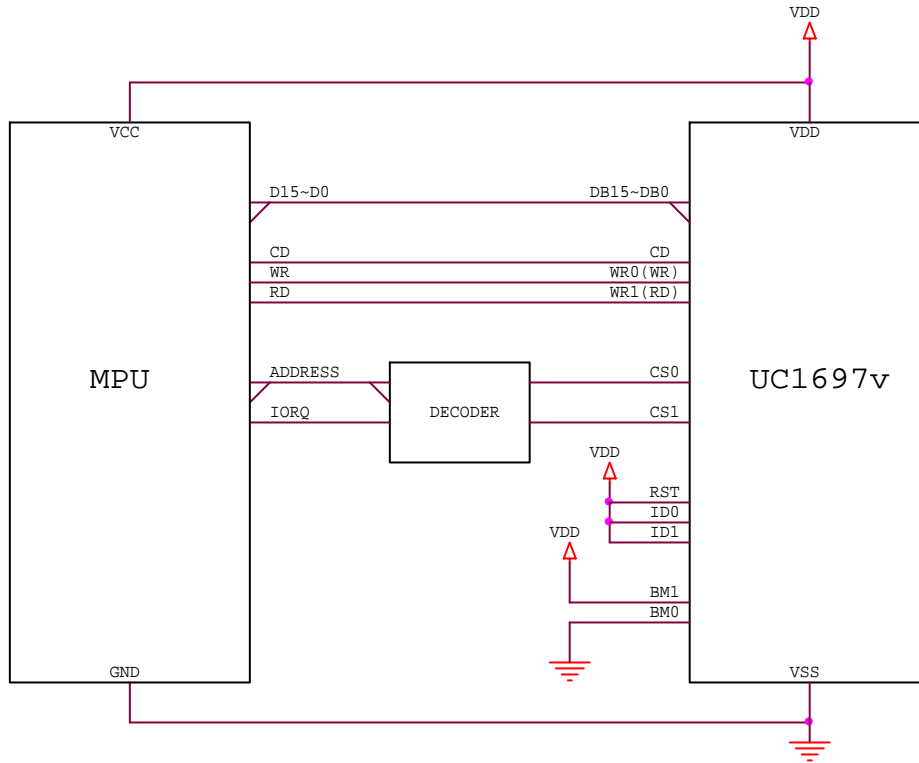 VDD
VCC
VDD
D15~D0
DB15~DB0
CD
CD
WR
WR0(WR)
RD
WR1(RD)
MPU
ADDRESS
CS0
UC1697v
IORQ
DECODER
CS1
VDD
RST
ID0
VDD
ID1
BM1
BM0
GND
VSS